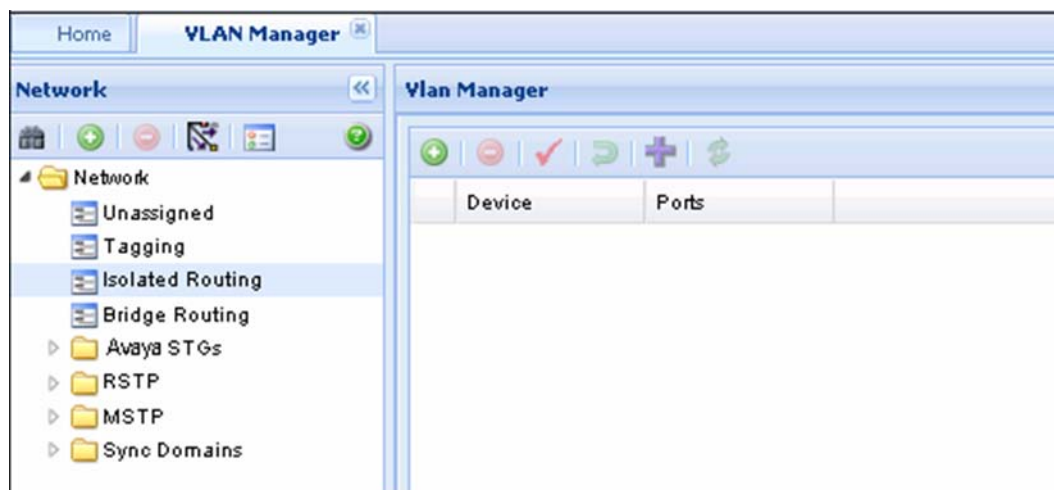 Home
VLAN Manager
Network
Vlan Manager
Network
Unassigned
Tagging
Isolated Routing
Bridge Routing
Avaya STGs
RSTP
MSTP
Sync Domains
Device
Ports